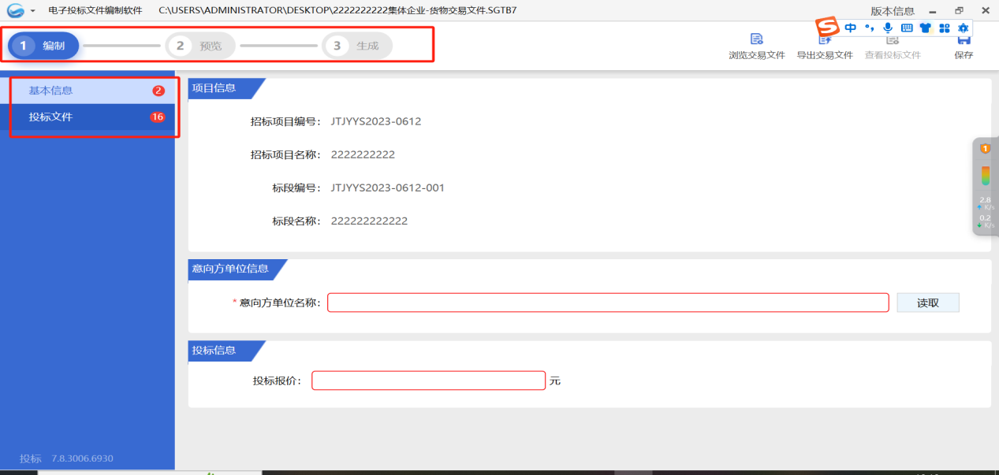 电子投标文件编制软件 C:\USERS\ADMINISTRATOR\DESKTOP\2222222222集体企业-货物交易文件.SGTB7 版本信息
中
1 编制 2 预览 3 生成
浏览交易文件 导出交易文件 查看投标文件 保存
基本信息 2
投标文件 16
项目信息
招标项目编号： JTJYYS2023-0612
招标项目名称： 2222222222
标段编号： JTJYYS2023-0612-001
标段名称： 222222222222
意向方单位信息
* 意向方单位名称： 读取
投标信息
投标报价： 元
1
2.8
K/s
0.2
K/s
投标 7.8.3006.6930